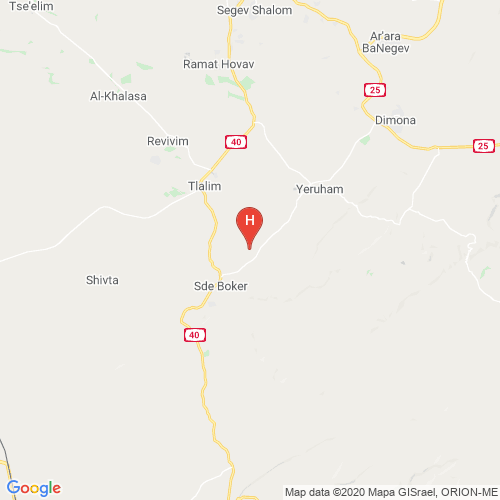 Tse'elim
Segev Shalom
Ar'ara
BaNegev
Ramat Hovav
25
Al-Khalasa
Dimona
Revivim
40
25
Tlalim
Yeruham
H
Shivta
Sde Boker
40
Google
Map data ©2020 Mapa GISrael, ORION-ME